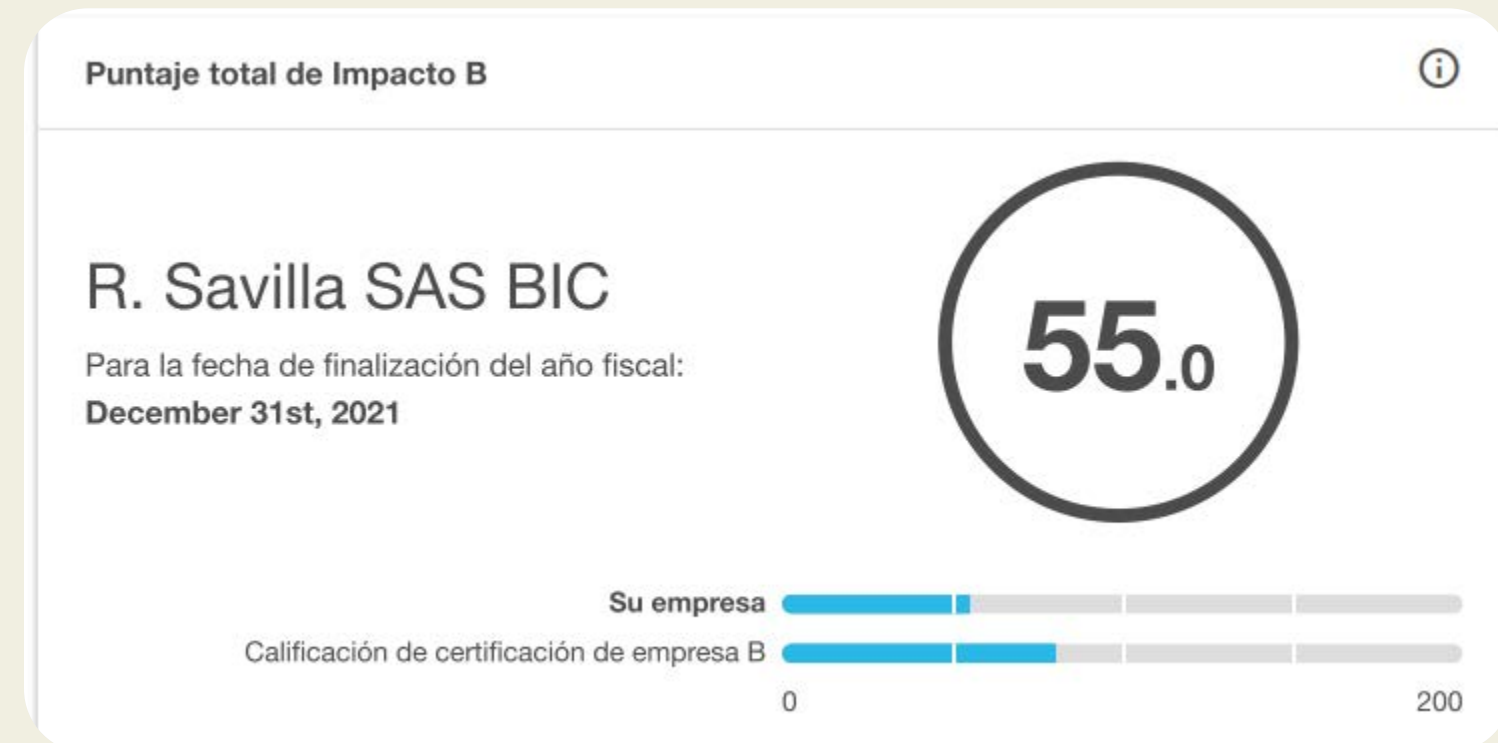 Puntaje total de Impacto B
R. Savilla SAS BIC
Para la fecha de finalización del año fiscal:
December 31st, 2021
55.0
Su empresa
Calificación de certificación de empresa B
0 200